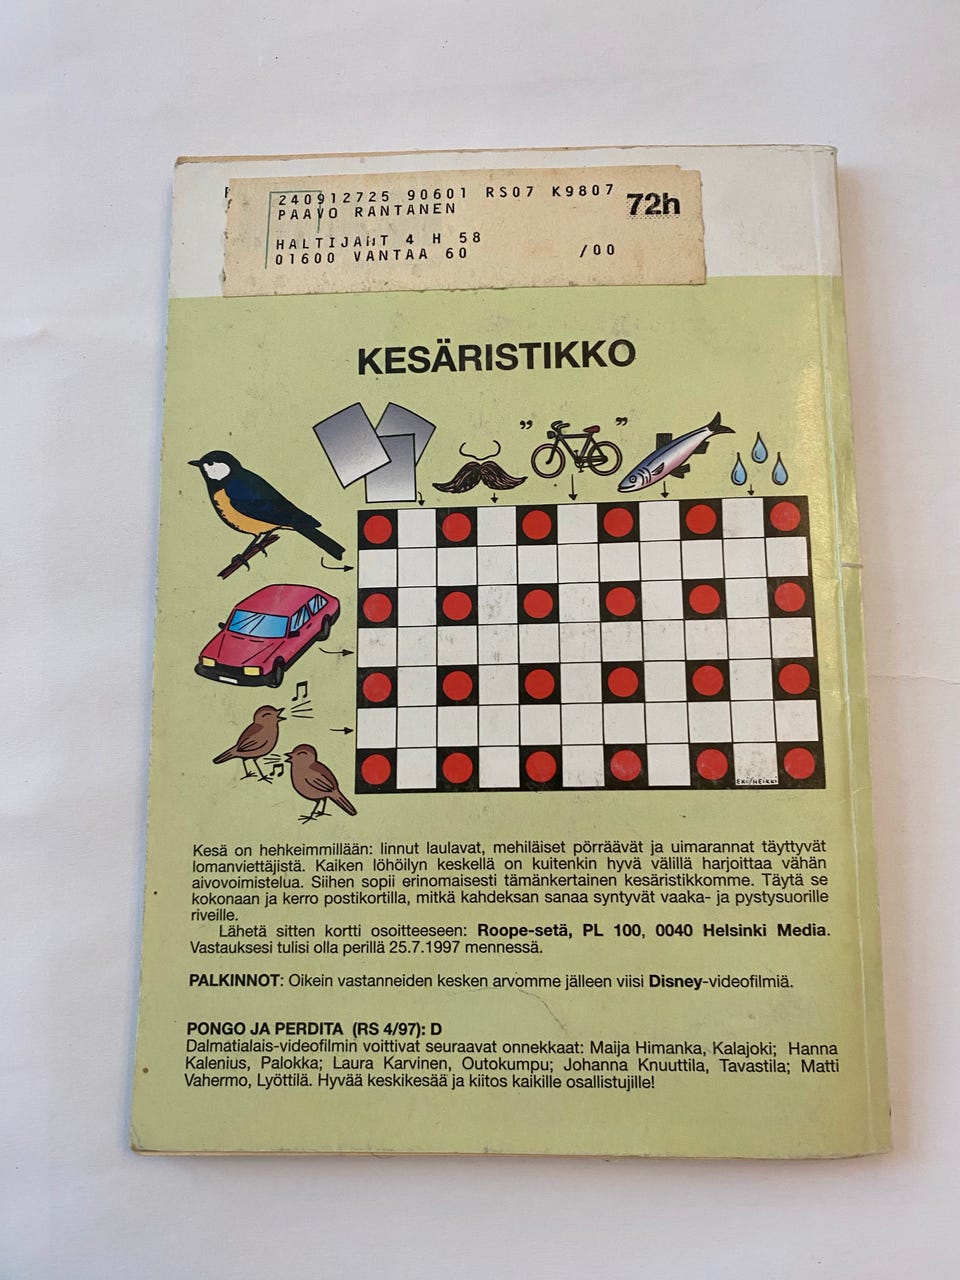 240912725 90601 RS07 K9807
72h
PAAVO RANTANEN
HALTIJANT 4 H 58
01600 VANTAA 60 /00
KESÄRISTIKKO
” ”
EKI/HEIKKI
Kesä on hehkeimmillään: linnut laulavat, mehiläiset pörräävät ja uimarannat täyttyvät
lomanviettäjistä. Kaiken löhöilyn keskellä on kuitenkin hyvä välillä harjoittaa vähän
aivovoimistelua. Siihen sopii erinomaisesti tämänkertainen kesäristikkomme. Täytä se
kokonaan ja kerro postikortilla, mitkä kahdeksan sanaa syntyvät vaaka- ja pystysuorille
riveille.
Lähetä sitten kortti osoitteeseen: Roope-setä, PL 100, 0040 Helsinki Media.
Vastauksesi tulisi olla perillä 25.7.1997 mennessä.
PALKINNOT: Oikein vastanneiden kesken arvomme jälleen viisi Disney-videofilmiä.
PONGO JA PERDITA (RS 4/97): D
Dalmatialais-videofilmin voittivat seuraavat onnekkaat: Maija Himanka, Kalajoki; Hanna
Kalenius, Palokka; Laura Karvinen, Outokumpu; Johanna Knuuttila, Tavastila; Matti
Vahermo, Lyöttilä. Hyvää keskikesää ja kiitos kaikille osallistujille!